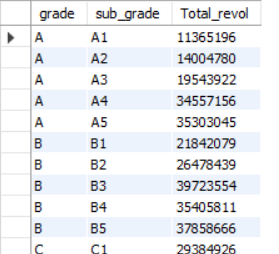 grade sub_grade Total_revol
A A1 11365196
A A2 14004780
A A3 19543922
A A4 34557156
A A5 35303045
B B1 21842079
B B2 26478439
B B3 39723554
B B4 35405811
B B5 37858666
C C1 29384926